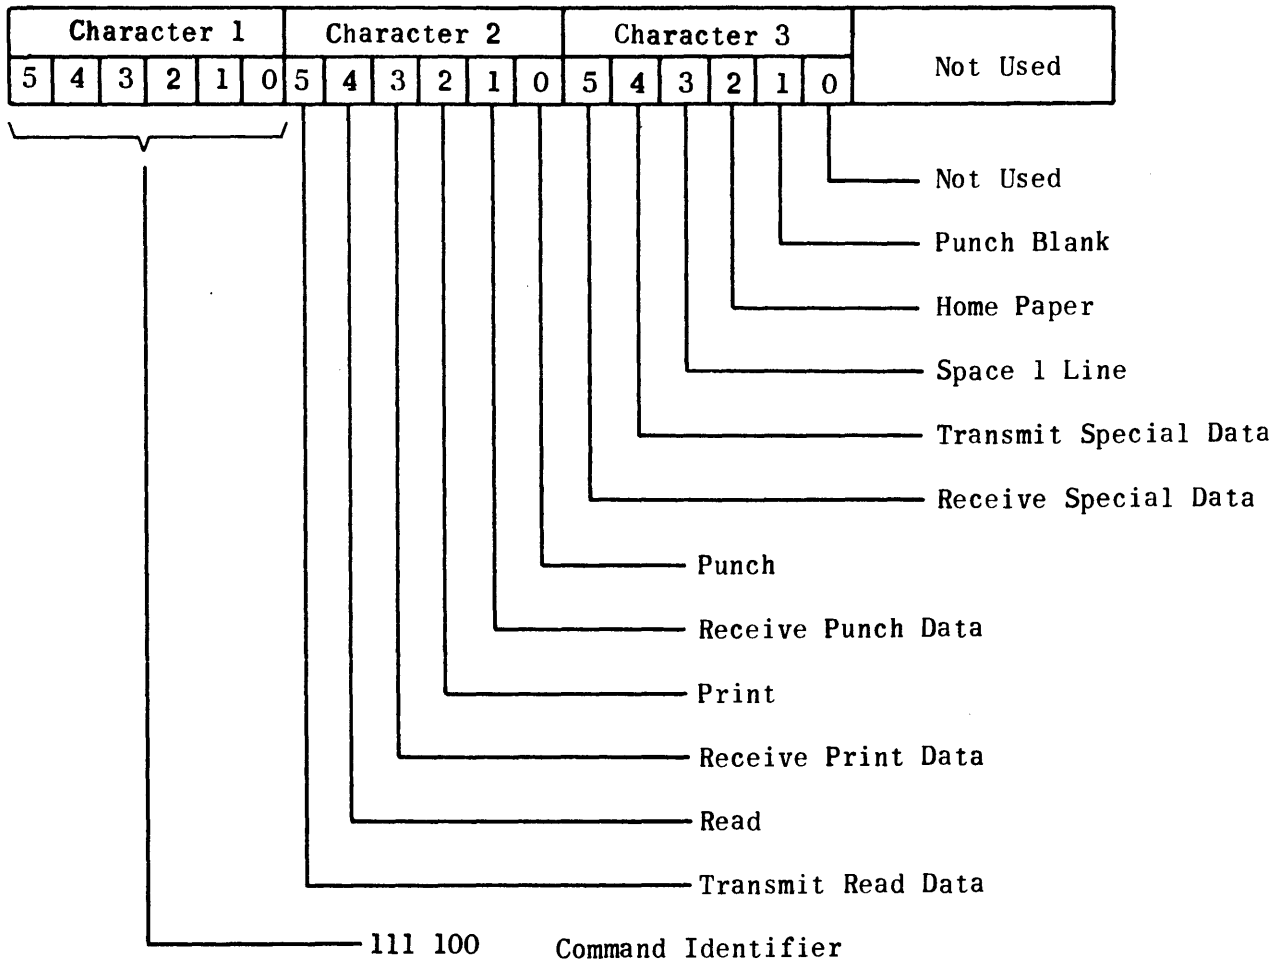 Character 1 Character 2 Character 3 Not Used
5 4 3 2 1 0 5 4 3 2 1 0 5 4 3 2 1 0
Not Used
Punch Blank
Home Paper
Space 1 Line
Transmit Special Data
Receive Special Data
Punch
Receive Punch Data
Print
Receive Print Data
Read
Transmit Read Data
111 100 Command Identifier